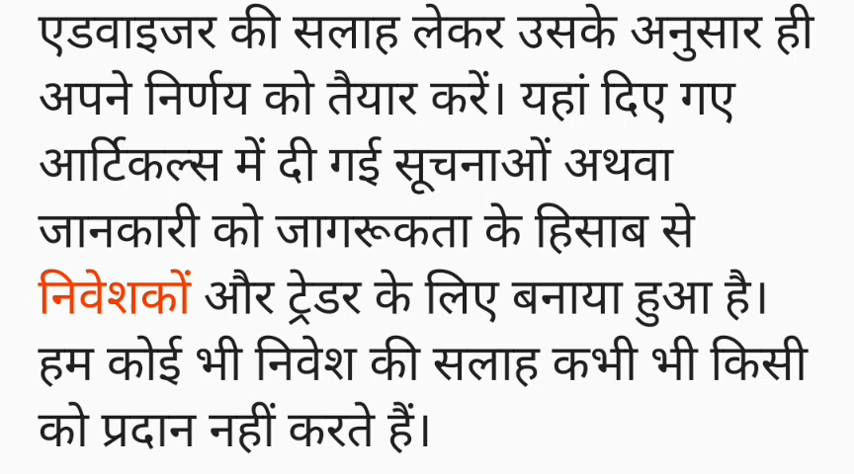 एडवाइजर की सलाह लेकर उसके अनुसार ही
अपने निर्णय को तैयार करें। यहां दिए गए
आर्टिकल्स में दी गई सूचनाओं अथवा
जानकारी को जागरूकता के हिसाब से
निवेशकों और ट्रेडर के लिए बनाया हुआ है।
हम कोई भी निवेश की सलाह कभी भी किसी
को प्रदान नहीं करते हैं।